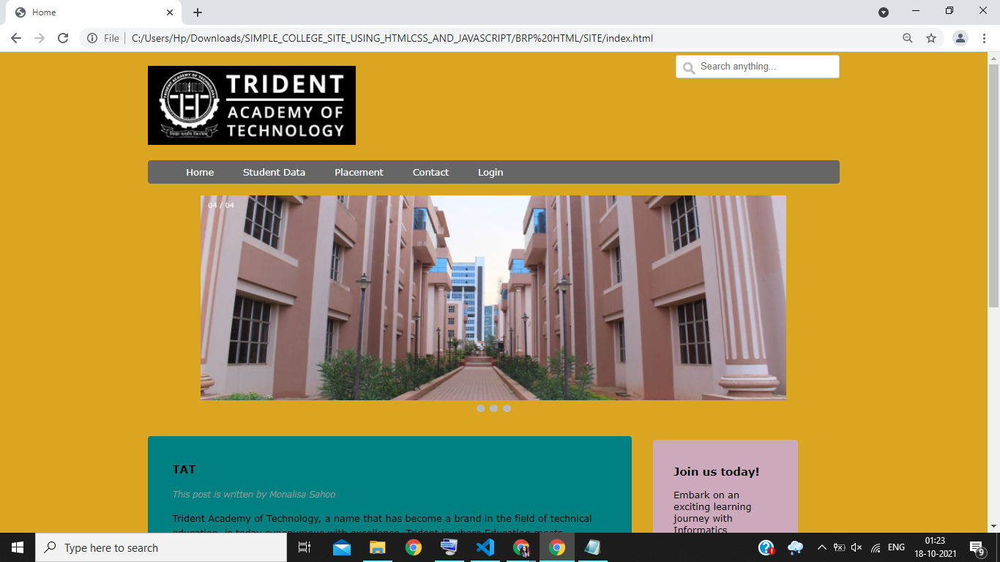 Home
File
C:/Users/Hp/Downloads/SIMPLE_COLLEGE_SITE_USING_HTMLCSS_AND_JAVASCRIPT/BRP%20HTML/SITE/index.html
Search anything...
TRIDENT
ACADEMY OF
TECHNOLOGY
Home Student Data Placement Contact Login
04 / 04
TAT
This post is written by Monalisa Sahoo
Trident Academy of Technology, a name that has become a brand in the field of technical
education, is today synonymous with excellence. Trident is where Education meets
Join us today!
Embark on an
exciting learning
journey with
Informatics
Type here to search
ENG
01:23
18-10-2021
9